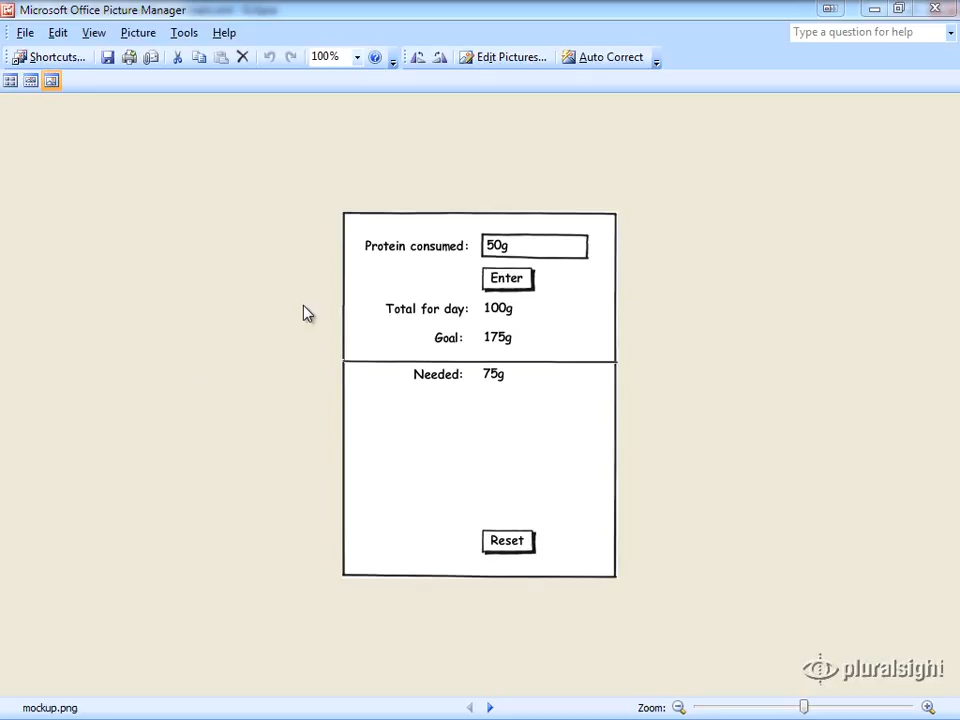 Microsoft Office Picture Manager
File Edit View Picture Tools Help
Type a question for help
Shortcuts... 100% Edit Pictures... Auto Correct
Protein consumed: 50g
Enter
Total for day: 100g
Goal: 175g
Needed: 75g
Reset
pluralsight
mockup.png
Zoom: